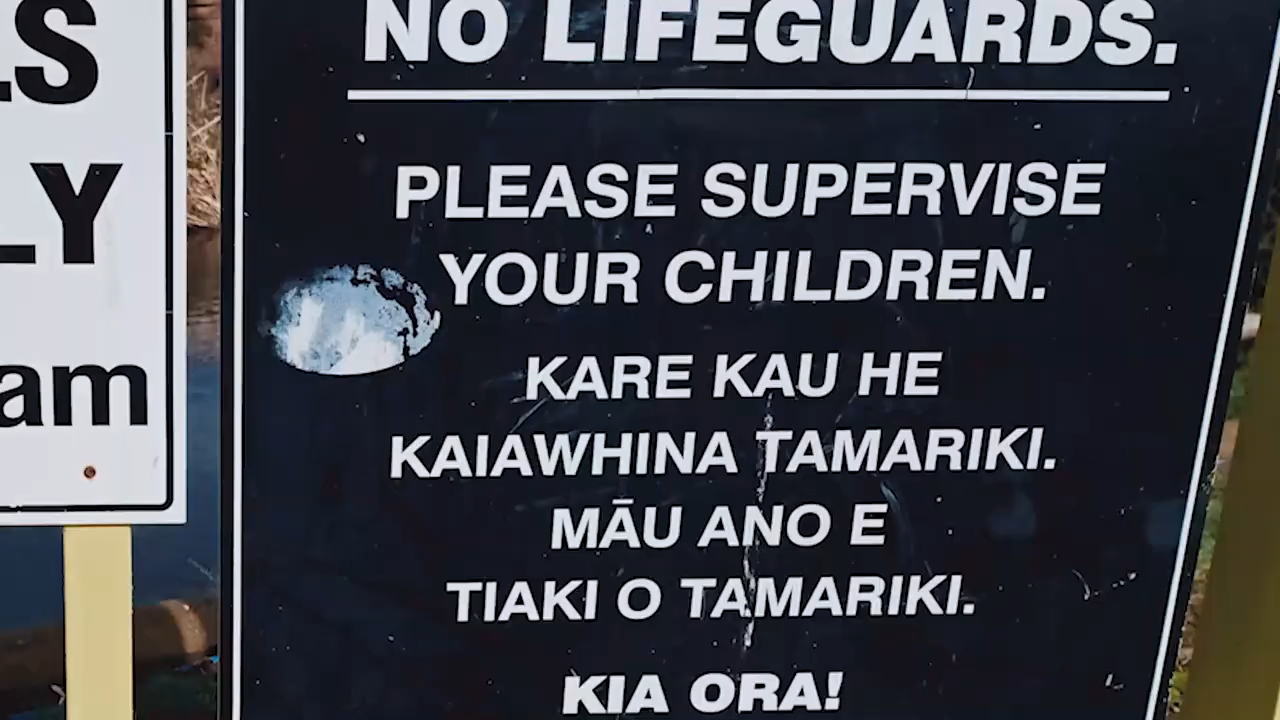 NO LIFEGUARDS.
PLEASE SUPERVISE
YOUR CHILDREN.
KARE KAU HE
KAIAWHINA TAMARIKI.
MĀU ANO E
TIAKI O TAMARIKI.
KIA ORA!
LS
LY
am